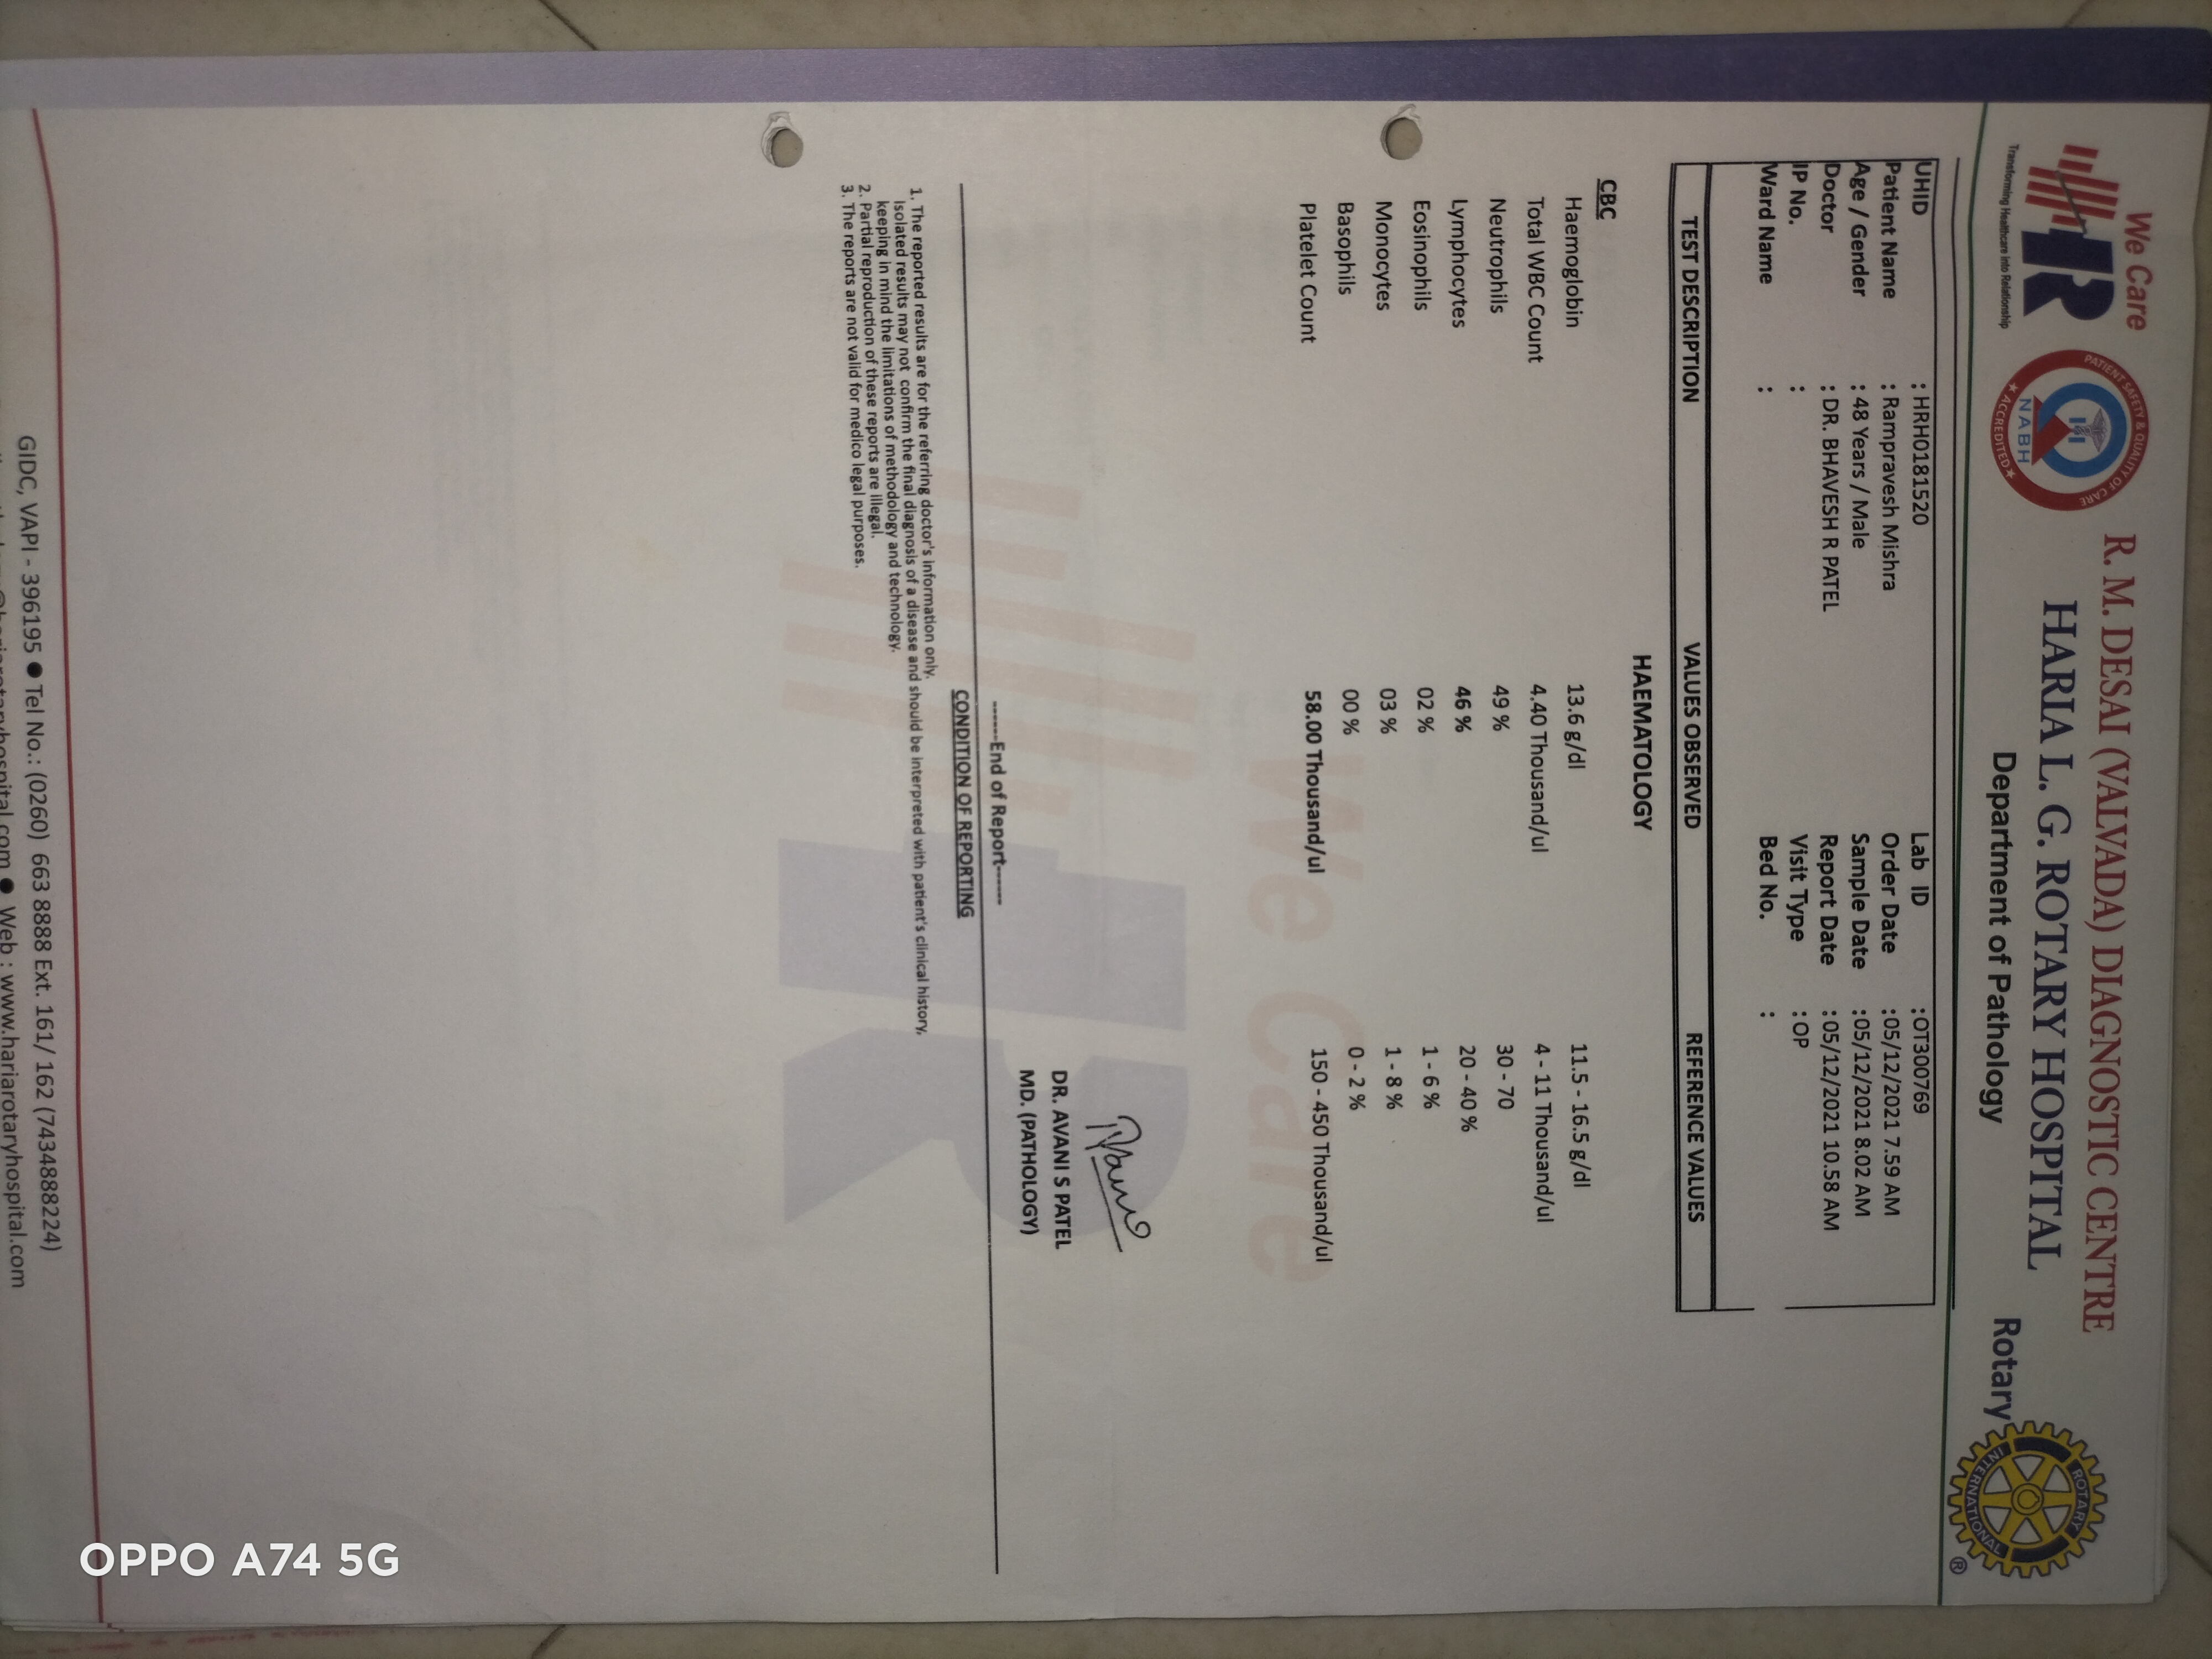 We Care
R. M. DESAI (VALVADA) DIAGNOSTIC CENTRE
HARIA L. G. ROTARY HOSPITAL
Transforming Healthcare into Relationship
PATIENT SAFETY & QUALITY OF CARE
NABH
★ ACCREDITED ★
Department of Pathology
Rotary
ROTARY
INTERNATIONAL
®
UHID : HRH0181520 Lab ID :OT300769
Patient Name : Rampravesh Mishra Order Date :05/12/2021 7.59 AM
Age / Gender : 48 Years / Male Sample Date :05/12/2021 8.02 AM
Doctor : DR. BHAVESH R PATEL Report Date :05/12/2021 10.58 AM
IP No. : Visit Type :OP
Ward Name : Bed No. :
TEST DESCRIPTION VALUES OBSERVED REFERENCE VALUES
HAEMATOLOGY
CBC
Haemoglobin 13.6 g/dl 11.5 - 16.5 g/dl
Total WBC Count 4.40 Thousand/ul 4 - 11 Thousand/ul
Neutrophils 49 % 30 - 70
Lymphocytes 46 % 20 - 40 %
Eosinophils 02 % 1 - 6 %
Monocytes 03 % 1 - 8 %
Basophils 00 % 0 - 2 %
Platelet Count 58.00 Thousand/ul 150 - 450 Thousand/ul
We Care
DR. AVANI S PATEL
MD. (PATHOLOGY)
------End of Report------
CONDITION OF REPORTING
1. The reported results are for the referring doctor's information only.
Isolated results may not confirm the final diagnosis of a disease and should be interpreted with patient's clinical history,
keeping in mind the limitations of methodology and technology.
2. Partial reproduction of these reports are illegal.
3. The reports are not valid for medico legal purposes.
GIDC, VAPI - 396195 ● Tel No.: (0260) 663 8888 Ext. 161/ 162 (7434888224)
hariarotaryhospital.com ● Web : www.hariarotaryhospital.com
OPPO A74 5G